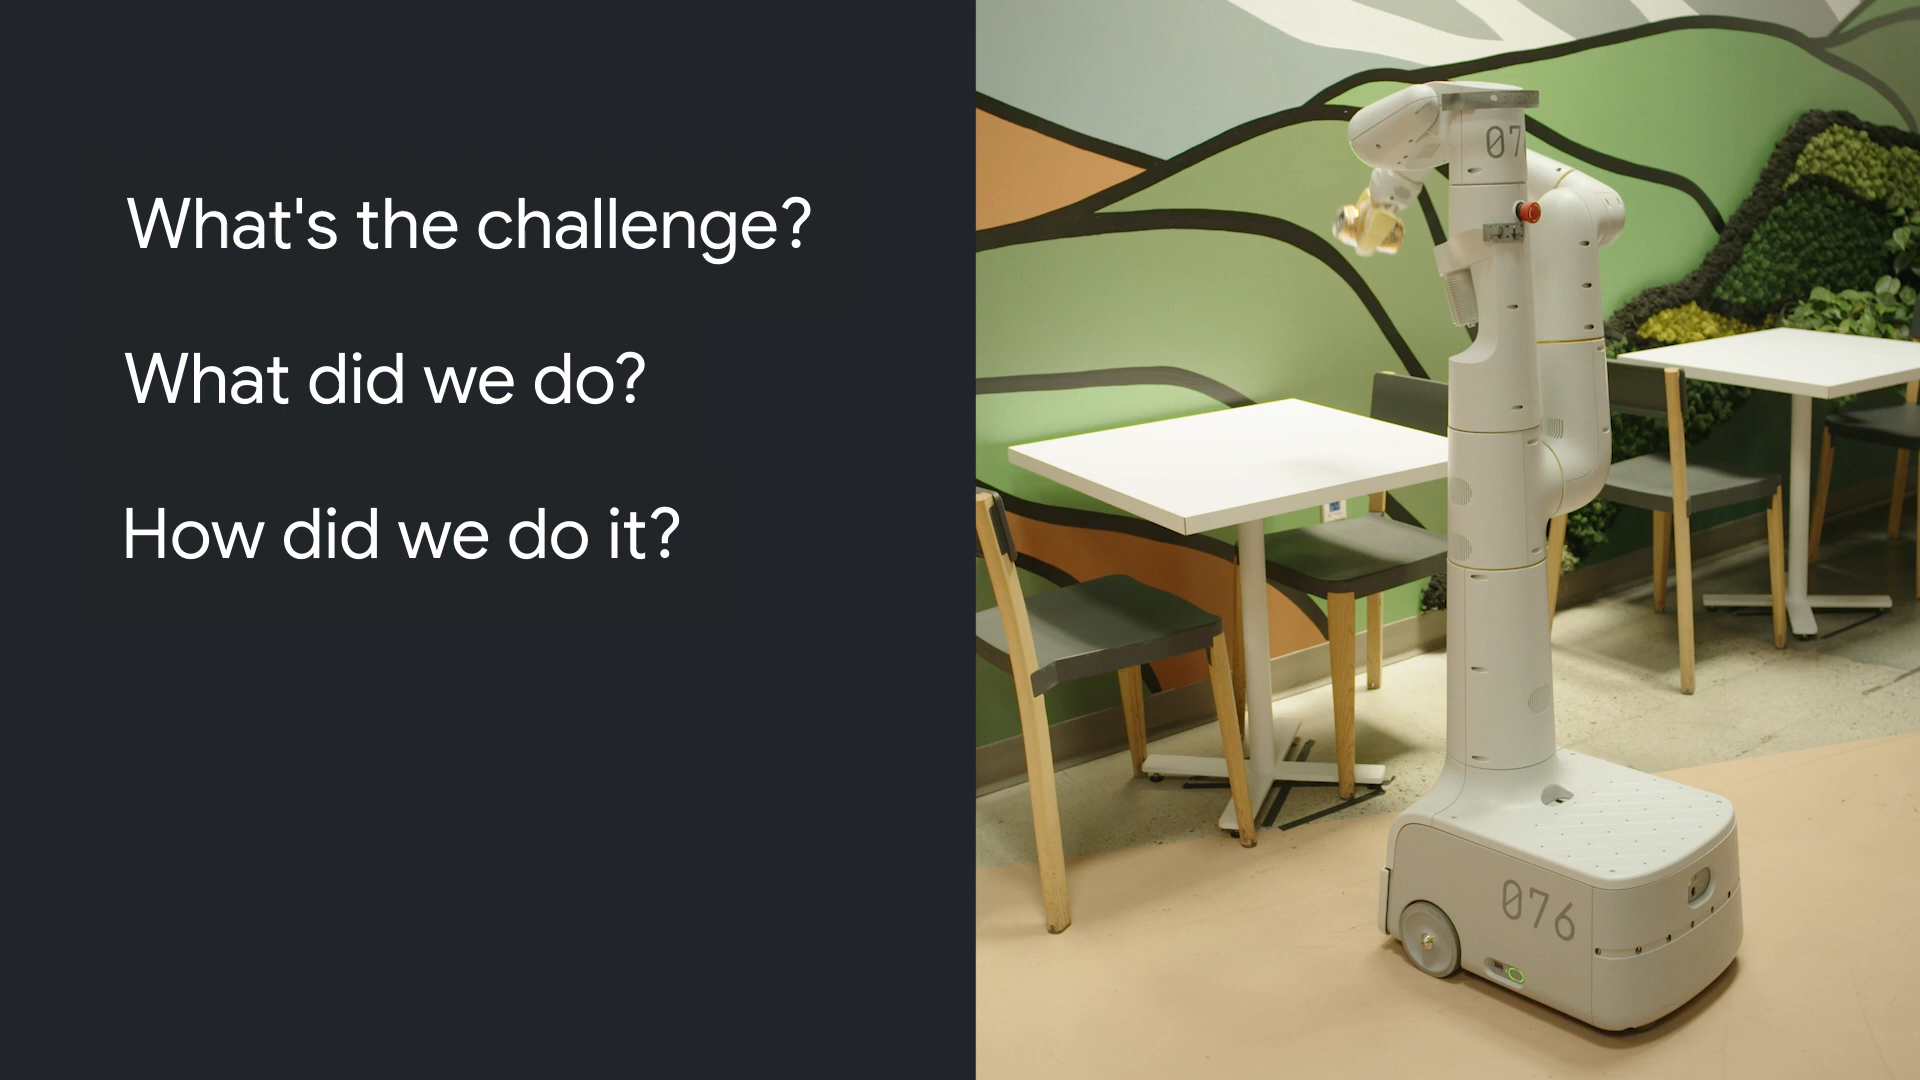 What's the challenge?
What did we do?
How did we do it?
07
076